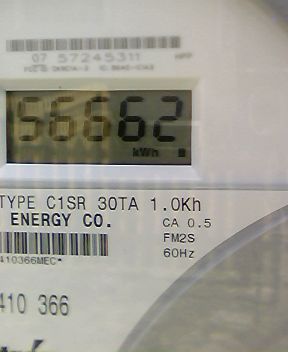 07 57245311
56662
kWh
TYPE C1SR 30TA 1.0Kh
ENERGY CO.
CA 0.5
FM2S
410366MEC*
60Hz
410 366